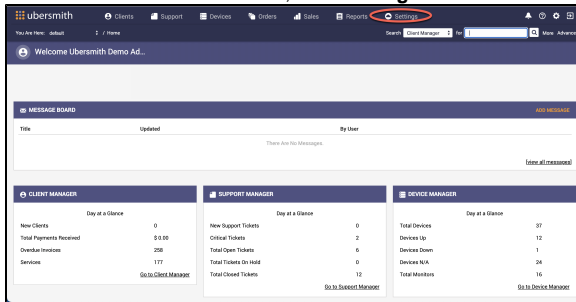 ubersmith Clients Support Devices Orders Sales Reports Settings
You Are Here: default / Home Search Client Manager for More Advance
Welcome Ubersmith Demo Ad...
MESSAGE BOARD ADD MESSAGE
Title Updated By User
There Are No Messages.
[view all messages]
CLIENT MANAGER SUPPORT MANAGER DEVICE MANAGER
Day at a Glance Day at a Glance Day at a Glance
New Clients 0 New Support Tickets 0 Total Devices 37
Total Payments Received $ 0.00 Critical Tickets 2 Devices Up 12
Overdue Invoices 258 Total Open Tickets 6 Devices Down 1
Services 177 Total Tickets On Hold 0 Devices N/A 24
Go to Client Manager Total Closed Tickets 12 Total Monitors 16
Go to Support Manager Go to Device Manager